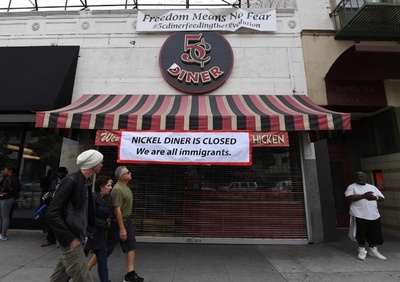 Freedom Means No Fear
#5cdinerfeedingtherevolution
5¢
DINER
NICKEL DINER IS CLOSED
We are all immigrants.
CHICKEN